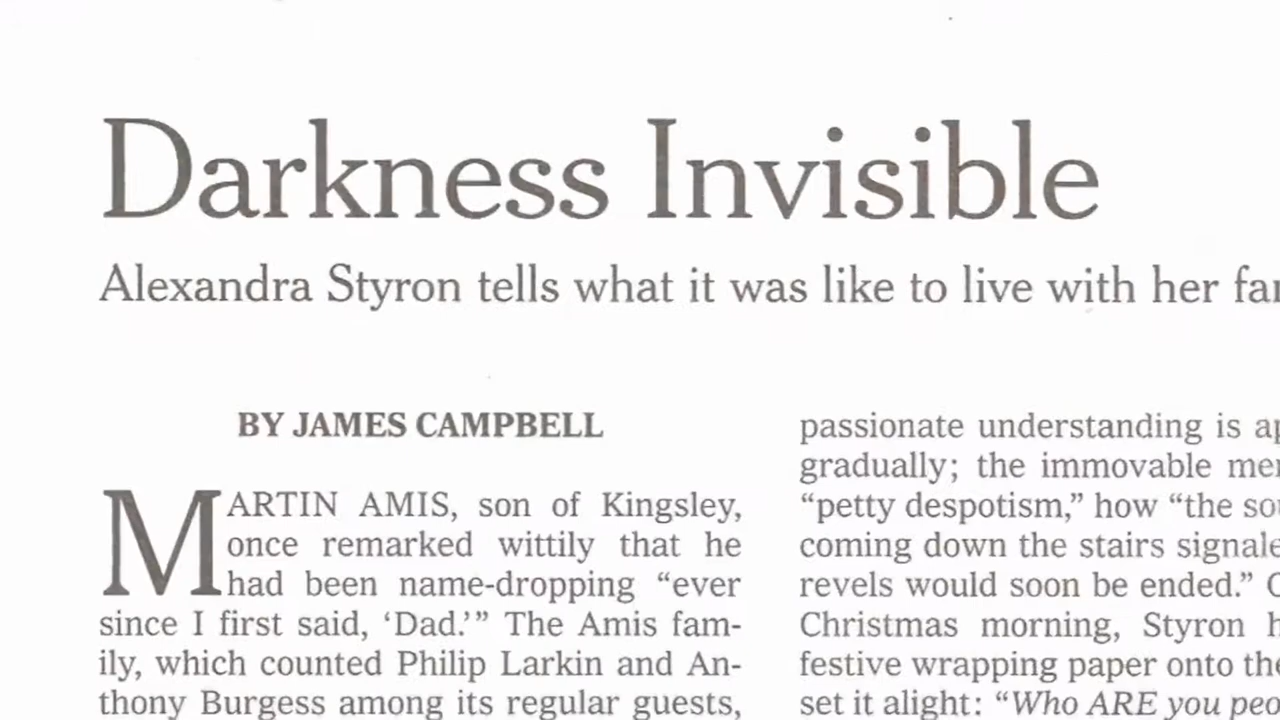 Darkness Invisible
Alexandra Styron tells what it was like to live with her
BY JAMES CAMPBELL
MARTIN AMIS, son of Kingsley,
once remarked wittily that he
had been name-dropping “ever
since I first said, ‘Dad.’” The Amis fam-
ily, which counted Philip Larkin and An-
thony Burgess among its regular guests,
passionate understanding is
gradually; the immovable
“petty despotism,” how “the
coming down the stairs
revels would soon be ended.”
Christmas morning, Styron
festive wrapping paper onto
set it alight: “Who ARE you